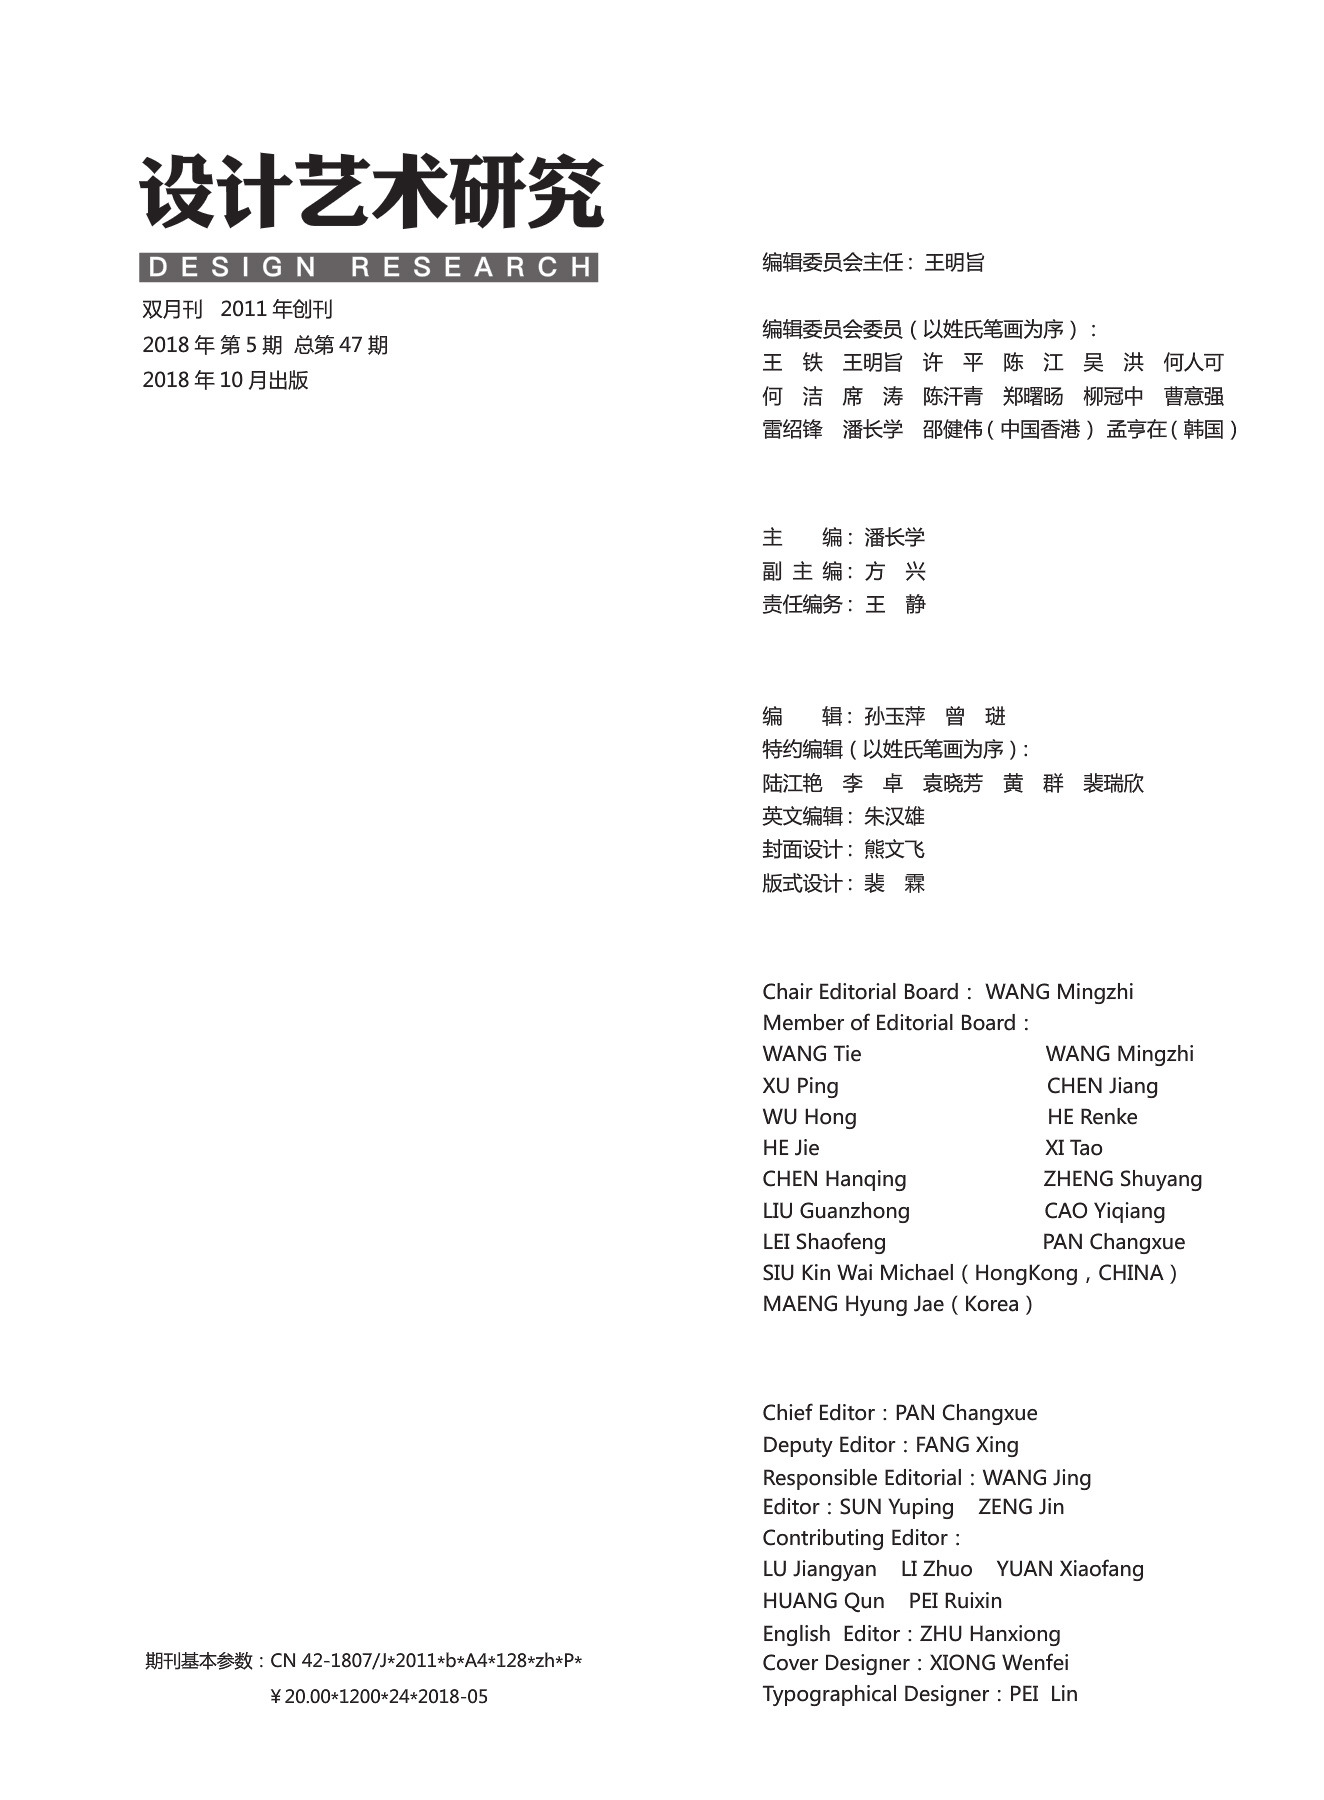 设计艺术研究
DESIGN RESEARCH
双月刊 2011 年创刊
2018 年 第 5 期 总第 47 期
2018 年 10 月出版
期刊基本参数：CN 42-1807/J*2011*b*A4*128*zh*P*
￥20.00*1200*24*2018-05
编辑委员会主任：王明旨
编辑委员会委员（以姓氏笔画为序）：
王　铁　王明旨　许　平　陈　江　吴　洪　何人可
何　洁　席　涛　陈汗青　郑曙旸　柳冠中　曹意强
雷绍锋　潘长学　邵健伟（中国香港） 孟亨在（韩国）
主　　编：潘长学
副 主 编：方　兴
责任编务：王　静
编　　辑：孙玉萍　曾　琎
特约编辑（以姓氏笔画为序）：
陆江艳　李　卓　袁晓芳　黄　群　裴瑞欣
英文编辑：朱汉雄
封面设计：熊文飞
版式设计：裴　霖
Chair Editorial Board： WANG Mingzhi
Member of Editorial Board：
WANG Tie WANG Mingzhi
XU Ping CHEN Jiang
WU Hong HE Renke
HE Jie XI Tao
CHEN Hanqing ZHENG Shuyang
LIU Guanzhong CAO Yiqiang
LEI Shaofeng PAN Changxue
SIU Kin Wai Michael（HongKong，CHINA）
MAENG Hyung Jae（Korea）
Chief Editor：PAN Changxue
Deputy Editor：FANG Xing
Responsible Editorial：WANG Jing
Editor：SUN Yuping ZENG Jin
Contributing Editor：
LU Jiangyan LI Zhuo YUAN Xiaofang
HUANG Qun PEI Ruixin
English Editor：ZHU Hanxiong
Cover Designer：XIONG Wenfei
Typographical Designer：PEI Lin